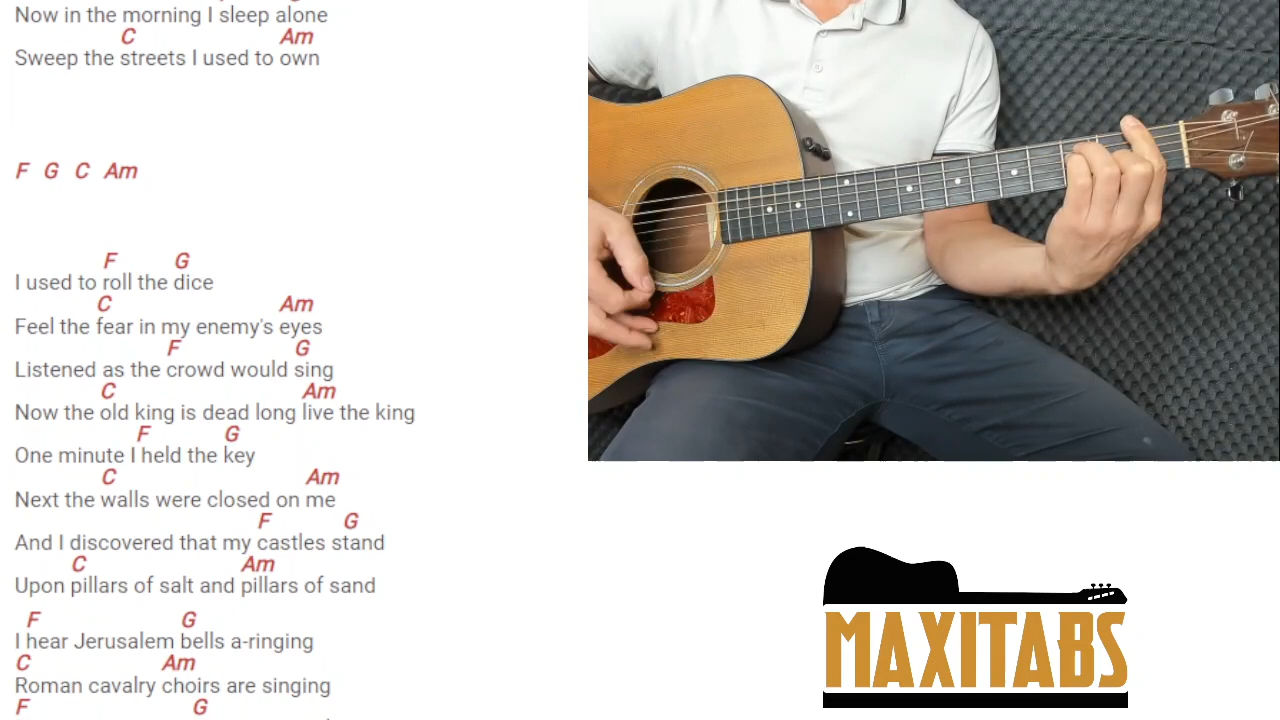 Now in the morning I sleep alone
C Am
Sweep the streets I used to own
F G C Am
F G
I used to roll the dice
C Am
Feel the fear in my enemy's eyes
F G
Listened as the crowd would sing
C Am
Now the old king is dead long live the king
F G
One minute I held the key
C Am
Next the walls were closed on me
F G
And I discovered that my castles stand
C Am
Upon pillars of salt and pillars of sand
F G
I hear Jerusalem bells a-ringing
C Am
Roman cavalry choirs are singing
F G
MAXITABS